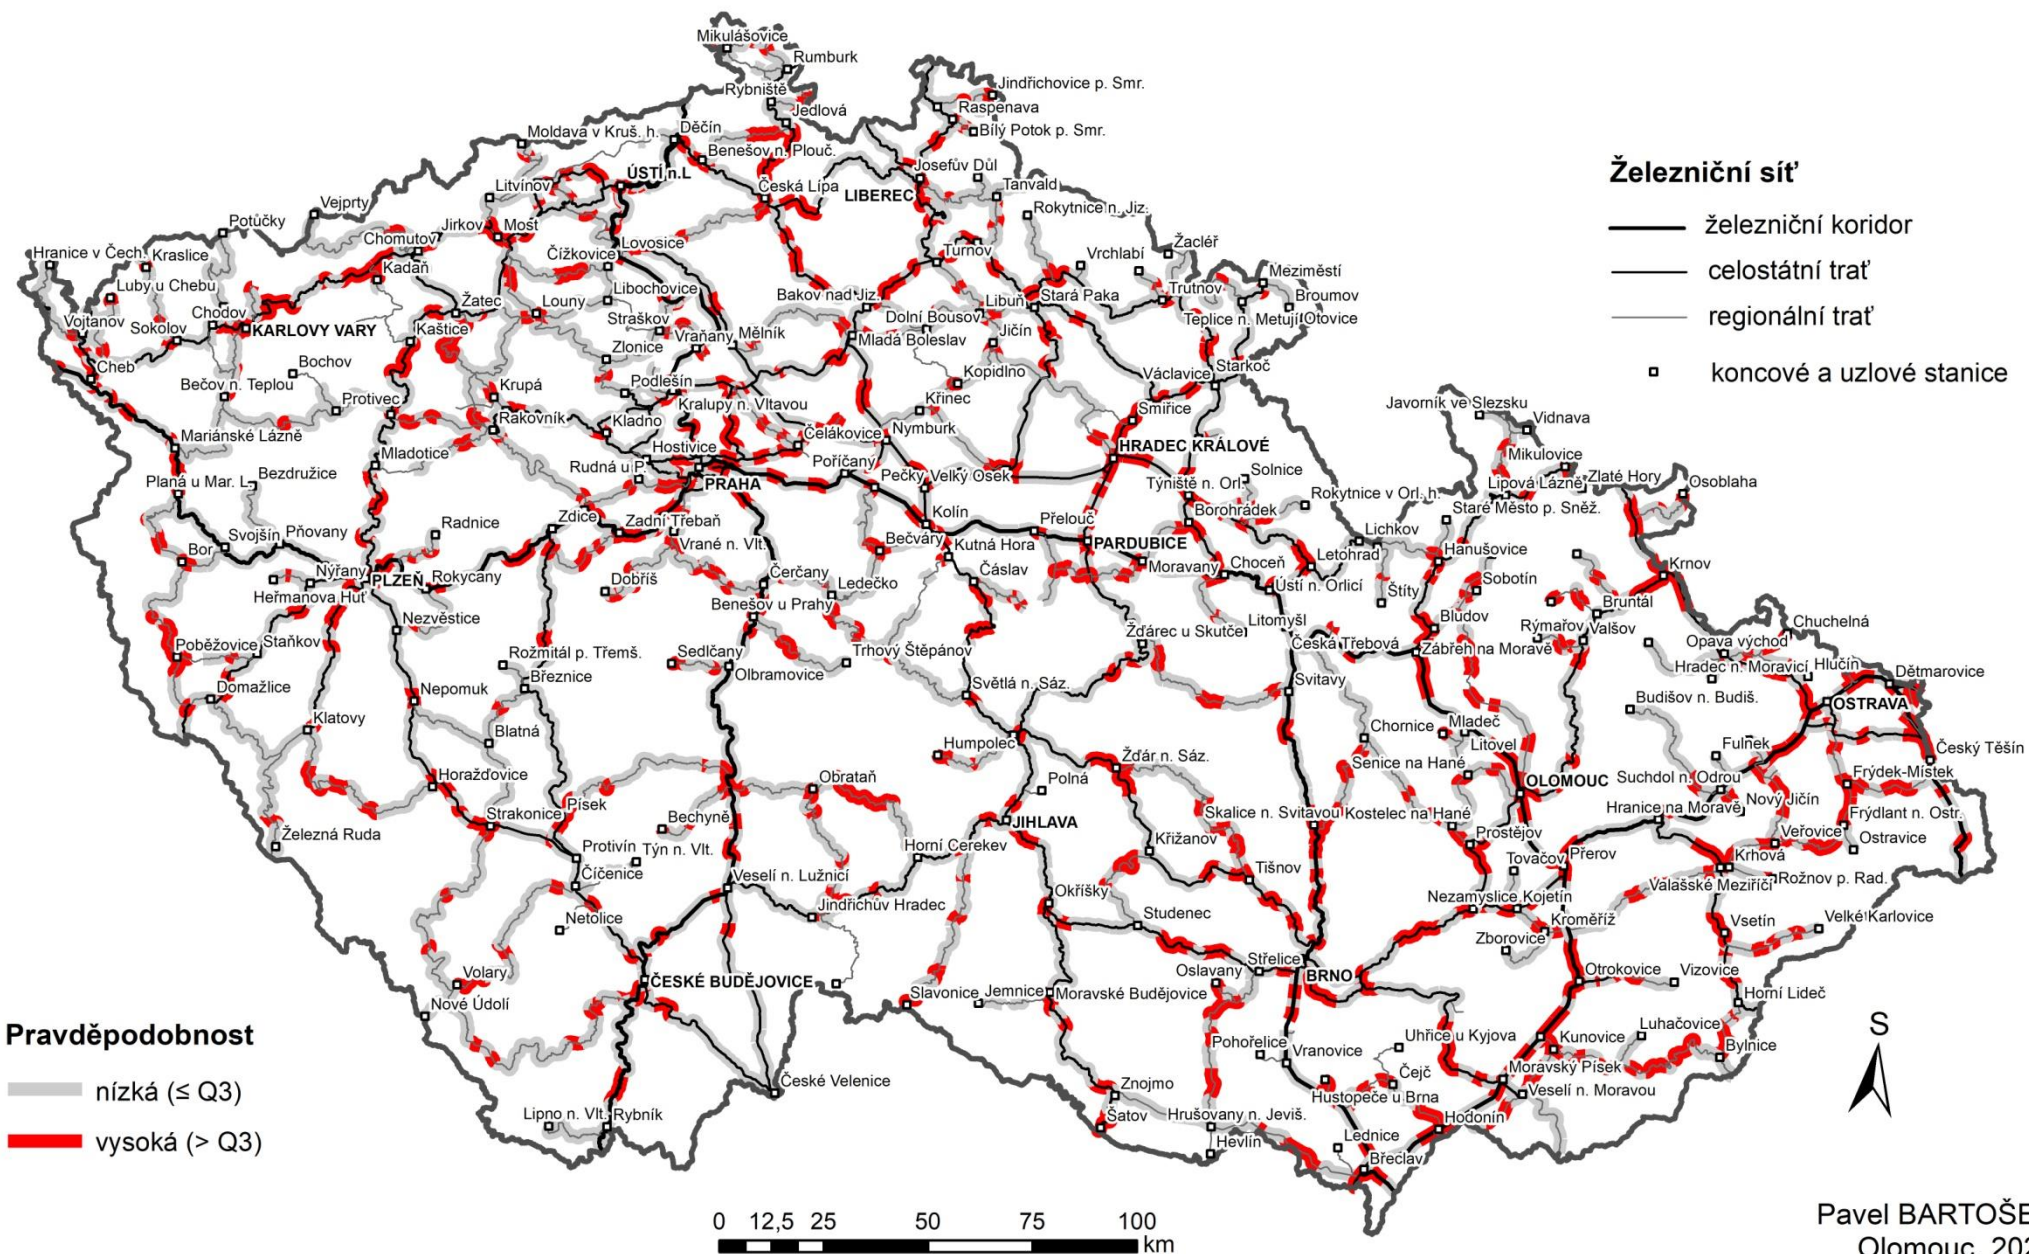 Mikulášovice
Rumburk
Rybniště
Jedlová
Jindřichovice p. Smr.
Raspenava
Bílý Potok p. Smr.
Moldava v Kruš. h.
Děčín
Benešov n. Plouč.
ÚSTÍ n.L
Česká Lípa
LIBEREC
Josefův Důl
Tanvald
Rokytnice n. Jiz.
Litvínov
Vejprty
Potůčky
Jirkov
Most
Chomutov
Lovosice
Čížkovice
Turnov
Vrchlabí
Žacléř
Hranice v Čech.
Kraslice
Luby u Chebu
Kadaň
Libochovice
Meziměstí
Trutnov
Broumov
Teplice n. Metují
Otovice
Vojtanov
Sokolov
Chodov
KARLOVY VARY
Žatec
Louny
Straškov
Bakov nad Jiz.
Dolní Bousov
Libuň
Stará Paka
Kaštice
Vraňany
Mělník
Mladá Boleslav
Jičín
Cheb
Bochov
Zlonice
Bečov n. Teplou
Krupá
Podlešín
Kopidlno
Václavice
Starkoč
Protivec
Rakovník
Kladno
Kralupy n. Vltavou
Křinec
Smiřice
Mariánské Lázně
Hostivice
Čelákovice
Nymburk
HRADEC KRÁLOVÉ
Mladotice
Rudná u P.
Poříčany
Javorník ve Slezsku
Vidnava
Bezdružice
Planá u Mar. L.
PRAHA
Pečky
Velký Osek
Týniště n. Orl.
Solnice
Mikulovice
Zlaté Hory
Lipová Lázně
Osoblaha
Rokytnice v Orl. h.
Staré Město p. Sněž.
Kolín
Přelouč
Borohrádek
Lichkov
Radnice
Zdice
Zadní Třebaň
Vrané n. Vlt.
Svojšín
Pňovany
Bor
Bečváry
Kutná Hora
PARDUBICE
Letohrad
Hanušovice
Nýřany
PLZEŇ
Rokycany
Heřmanova Huť
Dobříš
Čerčany
Ledečko
Čáslav
Moravany
Choceň
Ústí n. Orlicí
Štíty
Sobotín
Krnov
Nezvěstice
Benešov u Prahy
Bruntál
Litomyšl
Bludov
Rýmařov
Valšov
Chuchelná
Opava východ
Poběžovice
Staňkov
Rožmitál p. Třemš.
Sedlčany
Trhový Štěpánov
Žďárec u Skutče
Česká Třebová
Zábřeh na Moravě
Hradec n. Moravicí
Hlučín
Dětmarovice
Domažlice
Březnice
Olbramovice
Světlá n. Sáz.
Nepomuk
Svitavy
Budišov n. Budiš.
OSTRAVA
Klatovy
Blatná
Chornice
Mladeč
Litovel
Humpolec
Fulnek
Český Těšín
Horažďovice
Obrataň
Polná
Žďár n. Sáz.
Senice na Hané
OLOMOUC
Suchdol n. Odrou
Frýdek-Místek
Strakonice
Písek
Bechyně
JIHLAVA
Skalice n. Svitavou
Kostelec na Hané
Hranice na Moravě
Nový Jičín
Frýdlant n. Ostr.
Železná Ruda
Protivín
Týn n. Vlt.
Horní Cerekev
Křižanov
Prostějov
Přerov
Veřovice
Ostravice
Tovačov
Krhová
Číčenice
Veselí n. Lužnicí
Tišnov
Valašské Meziříčí
Rožnov p. Rad.
Okříšky
Netolice
Jindřichův Hradec
Studenec
Nezamyslice
Kojetín
Kroměříž
Vsetín
Velké Karlovice
Zborovice
Volary
ČESKÉ BUDĚJOVICE
Střelice
BRNO
Oslavany
Otrokovice
Vizovice
Nové Údolí
Slavonice
Jemnice
Moravské Budějovice
Horní Lideč
Pohořelice
Vranovice
Uhřice u Kyjova
Kunovice
Luhačovice
Bylnice
Moravský Písek
Čejč
Veselí n. Moravou
České Velenice
Znojmo
Hustopeče u Brna
Lipno n. Vlt.
Rybník
Šatov
Hrušovany n. Jeviš.
Hodonín
Hevlín
Lednice
Břeclav
Železniční síť
železniční koridor
celostátní trať
regionální trať
koncové a uzlové stanice
Pravděpodobnost
nízká (≤ Q3)
vysoká (> Q3)
S
0 12,5 25 50 75 100
km
Pavel BARTOŠE
Olomouc, 202